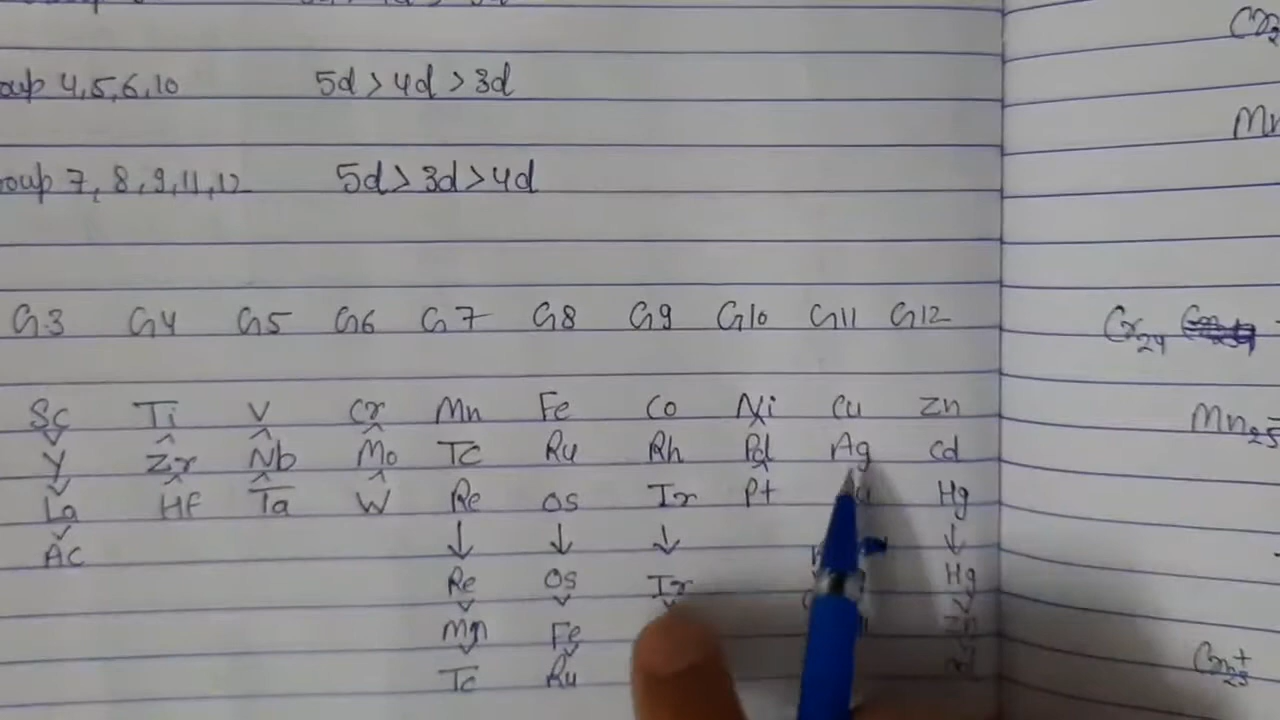 4,5,6,10 5d > 4d > 3d
7, 8, 9, 11, 12 5d > 3d > 4d
G3 G4 G5 G6 G7 G8 G9 G10 G11 G12
Sc Ti V Cr Mn Fe Co Ni Cu Zn
Y Zr Nb Mo Tc Ru Rh Pd Ag Cd
La Hf Ta W Re Os Ir Pt Hg
Ac
Re Os Ir Hg
Mn Fe Zn
Tc Ru
Cr24
Mn25